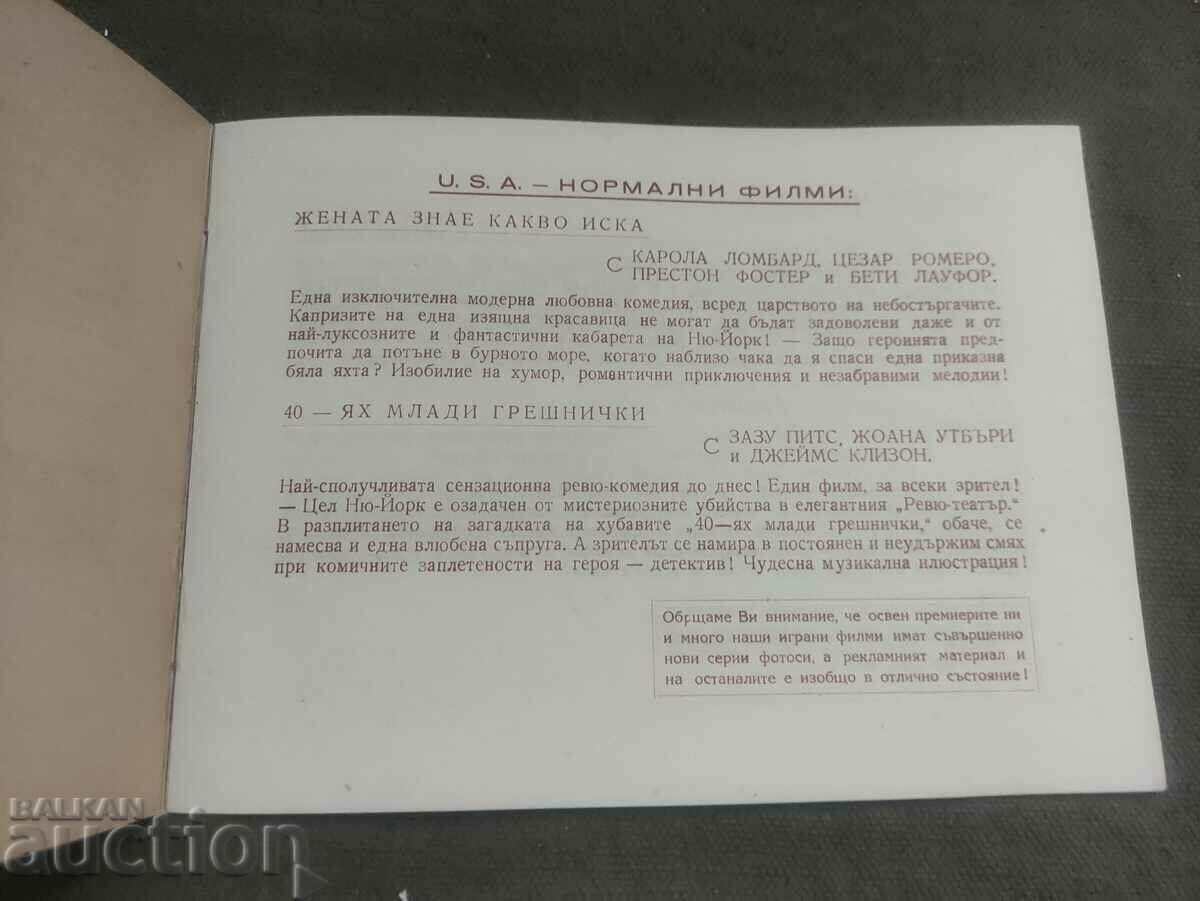 U. S. A. — НОРМАЛНИ ФИЛМИ:
ЖЕНАТА ЗНАЕ КАКВО ИСКА
С КАРОЛА ЛОМБАРД, ЦЕЗАР РОМЕРО,
ПРЕСТОН ФОСТЕР и БЕТИ ЛАУФОР.
Една изключителна модерна любовна комедия, всред царството на небостъргачите.
Капризите на една изящна красавица не могат да бъдат задоволени даже и от
най-луксозните и фантастични кабарета на Ню-Йорк! — Защо героинята пред-
почита да потъне в бурното море, когато наблизо чака да я спаси една приказна
бяла яхта? Изобилие на хумор, романтични приключения и незабравими мелодии!
40 — ЯХ МЛАДИ ГРЕШНИЧКИ
С ЗАЗУ ПИТС, ЖОАНА УТБЪРИ
и ДЖЕЙМС КЛИЗОН.
Най-сполучливата сензационна ревю-комедия до днес! Един филм, за всеки зрител!
— Цел Ню-Йорк е озадачен от мистериозните убийства в елегантния „Ревю-театър.“
В разплитането на загадката на хубавите „40—ях млади грешнички,“ обаче, се
намесва и една влюбена съпруга. А зрителът се намира в постоянен и неудържим смях
при комичните заплетености на героя — детектив! Чудесна музикална илюстрация!
Обръщаме Ви внимание, че освен премиерите ни
и много наши играни филми имат съвършенно
нови серии фотоси, а рекламният материал и
на останалите е изобщо в отлично състояние!
BALKAN
auction